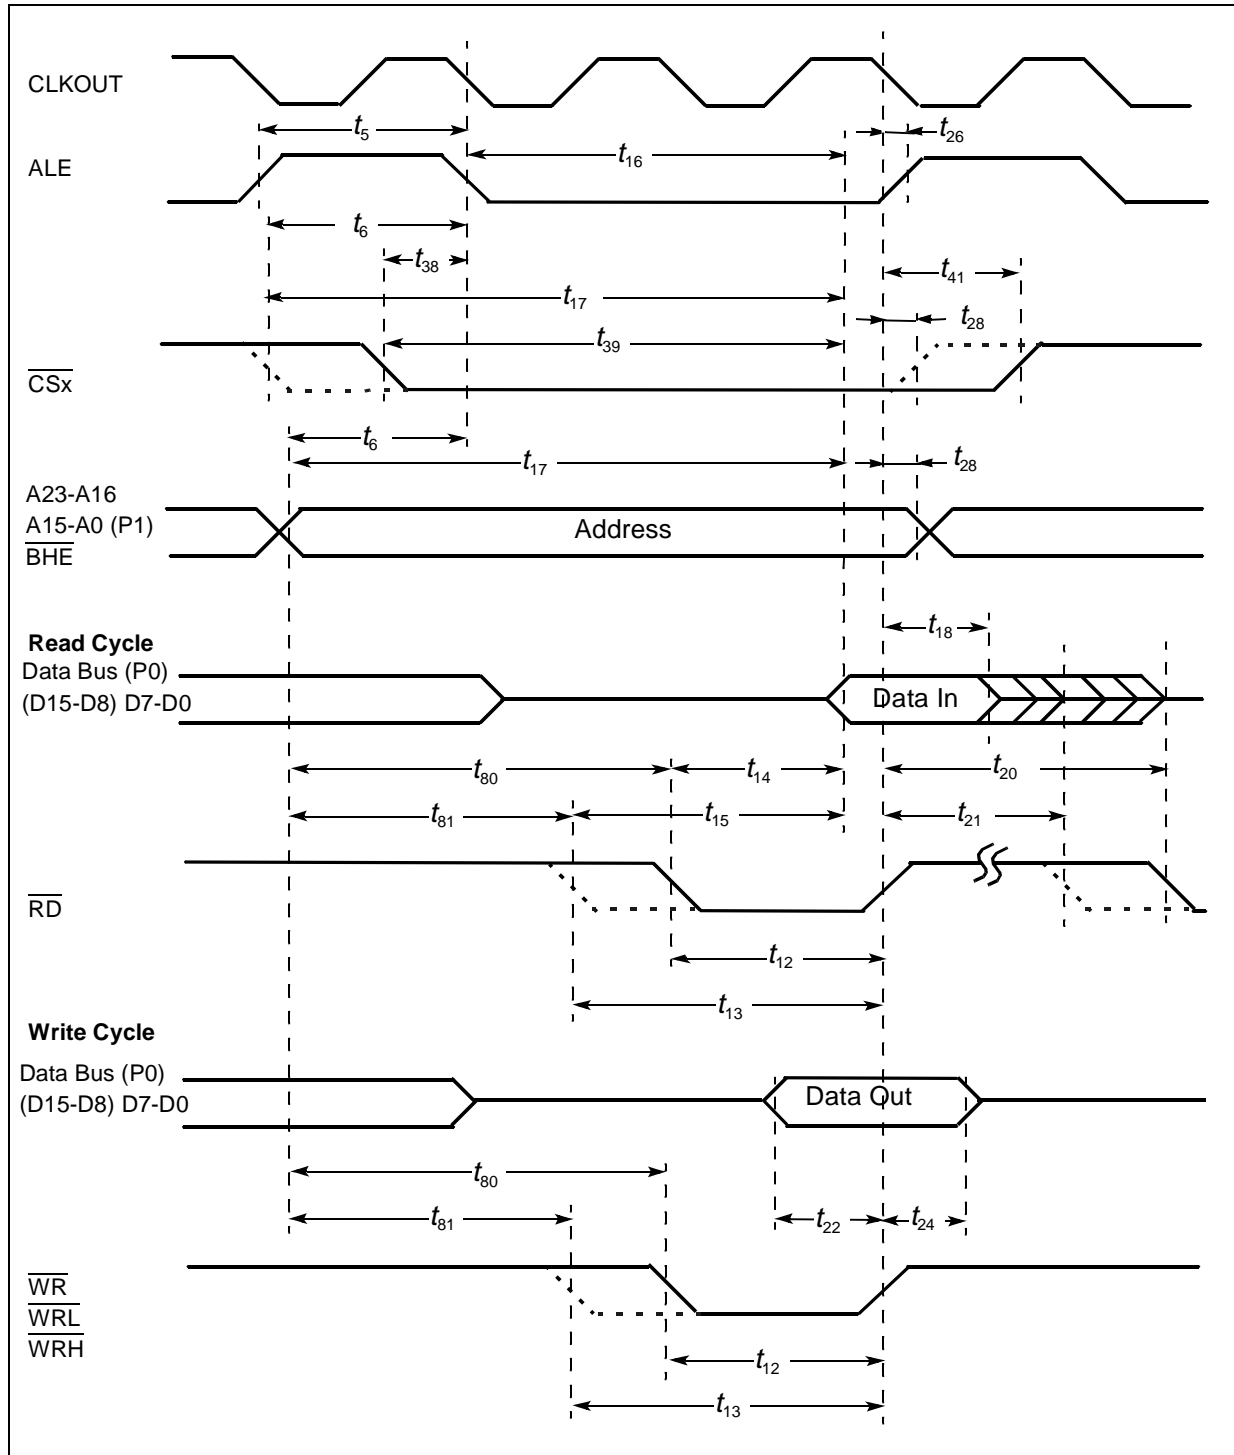 CLKOUT
t5
t26
ALE
t16
t6
t38
t41
t17
t28
t39
CSx
t6
t17
t28
A23-A16
A15-A0 (P1)
Address
BHE
t18
Read Cycle
Data Bus (P0)
(D15-D8) D7-D0
Data In
t80
t14
t20
t81
t15
t21
RD
t12
t13
Write Cycle
Data Bus (P0)
(D15-D8) D7-D0
Data Out
t80
t81
t22
t24
WR
WRL
WRH
t12
t13